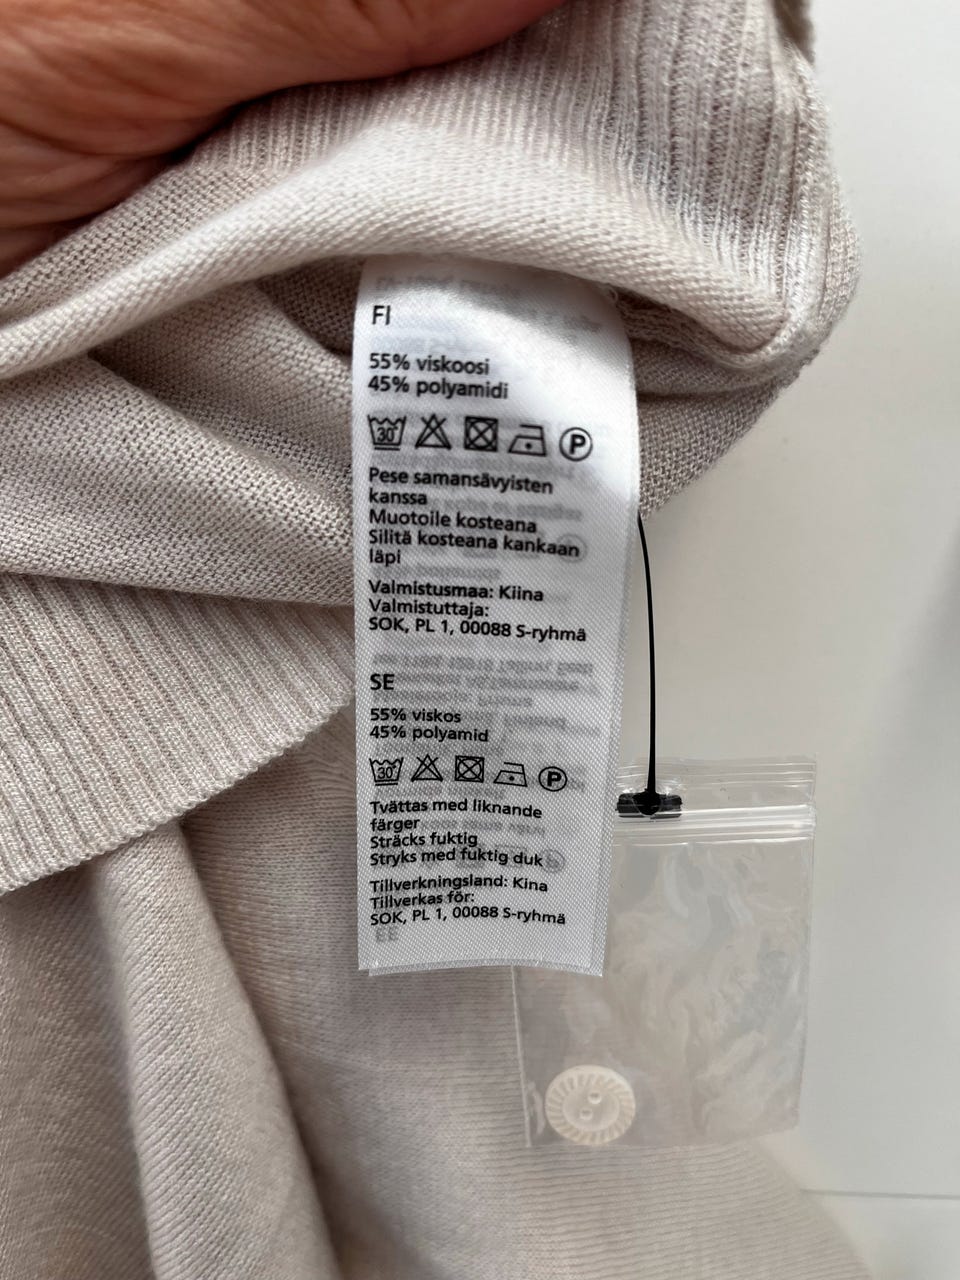 FI
55% viskoosi
45% polyamidi
30 P
Pese samansävyisten
kanssa
Muotoile kosteana
Silitä kosteana kankaan
läpi
Valmistusmaa: Kiina
Valmistuttaja:
SOK, PL 1, 00088 S-ryhmä
SE
55% viskos
45% polyamid
30 P
Tvättas med liknande
färger
Sträcks fuktig
Stryks med fuktig duk
Tillverkningsland: Kina
Tillverkas för:
SOK, PL 1, 00088 S-ryhmä